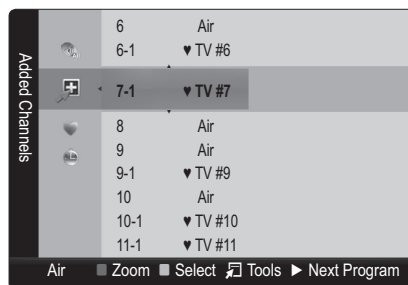 Added Channels
6 Air
6-1 ♥ TV #6
7-1 ♥ TV #7
8 Air
9 Air
9-1 ♥ TV #9
10 Air
10-1 ♥ TV #10
11-1 ♥ TV #11
Air Zoom Select Tools ► Next Program